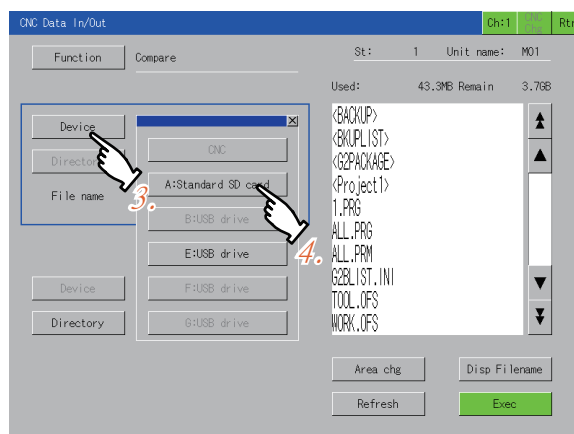 CNC Data In/Out
Ch:1
CNC
Chg
Rtn
Function
Compare
St: 1 Unit name: M01
Used: 43.3MB Remain 3.7GB
Device
Directory
File name
3.
CNC
A:Standard SD card
B:USB drive
4.
E:USB drive
F:USB drive
G:USB drive
Device
Directory
<BACKUP>
<BKUPLIST>
<G2PACKAGE>
<Project1>
1.PRG
ALL.PRG
ALL.PRM
G2BLIST.INI
TOOL.OFS
WORK.OFS
Area chg
Disp Filename
Refresh
Exec